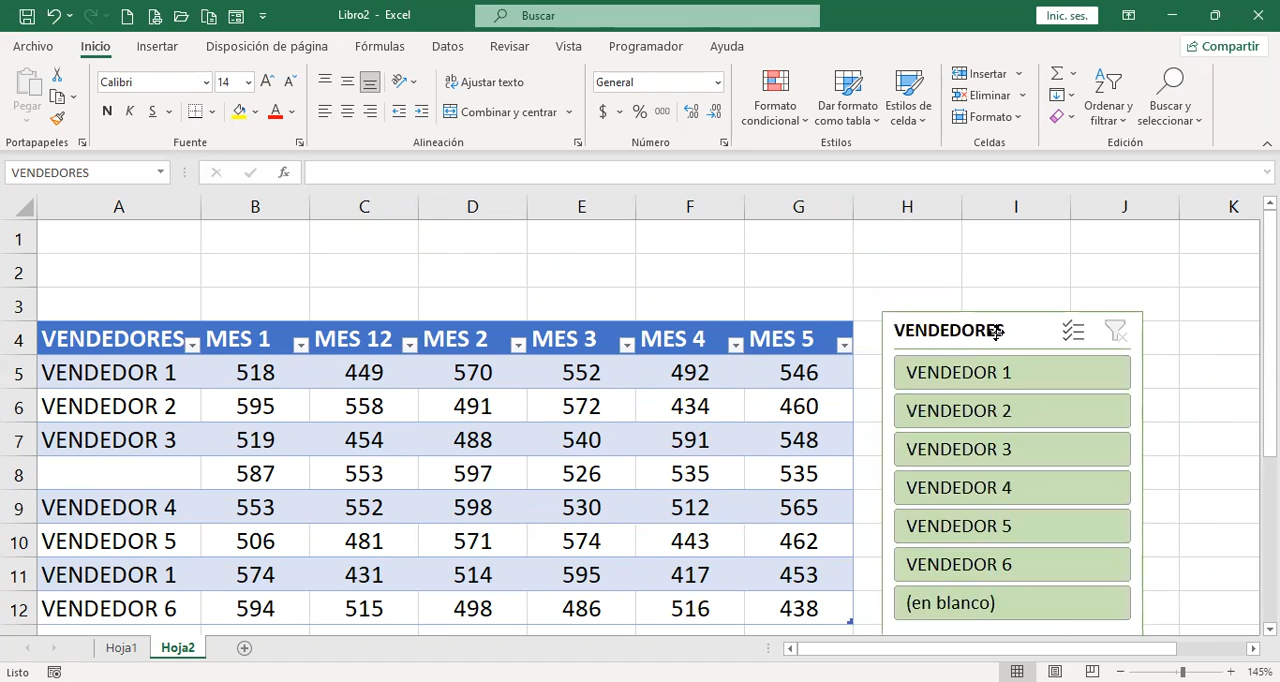 Libro2 - Excel
Buscar
Inic. ses.
Archivo Inicio Insertar Disposición de página Fórmulas Datos Revisar Vista Programador Ayuda
Compartir
Pegar
Portapapeles
Calibri 14
N K S
Fuente
Ajustar texto
Combinar y centrar
Alineación
General
$ % 000
Número
Formato condicional
Dar formato como tabla
Estilos de celda
Estilos
Insertar
Eliminar
Formato
Celdas
Ordenar y filtrar
Buscar y seleccionar
Edición
VENDEDORES
fx
A B C D E F G H I J K
1
2
3
4 VENDEDORES MES 1 MES 12 MES 2 MES 3 MES 4 MES 5
5 VENDEDOR 1 518 449 570 552 492 546
6 VENDEDOR 2 595 558 491 572 434 460
7 VENDEDOR 3 519 454 488 540 591 548
8 587 553 597 526 535 535
9 VENDEDOR 4 553 552 598 530 512 565
10 VENDEDOR 5 506 481 571 574 443 462
11 VENDEDOR 1 574 431 514 595 417 453
12 VENDEDOR 6 594 515 498 486 516 438
VENDEDORES
VENDEDOR 1
VENDEDOR 2
VENDEDOR 3
VENDEDOR 4
VENDEDOR 5
VENDEDOR 6
(en blanco)
Hoja1 Hoja2
Listo
145%